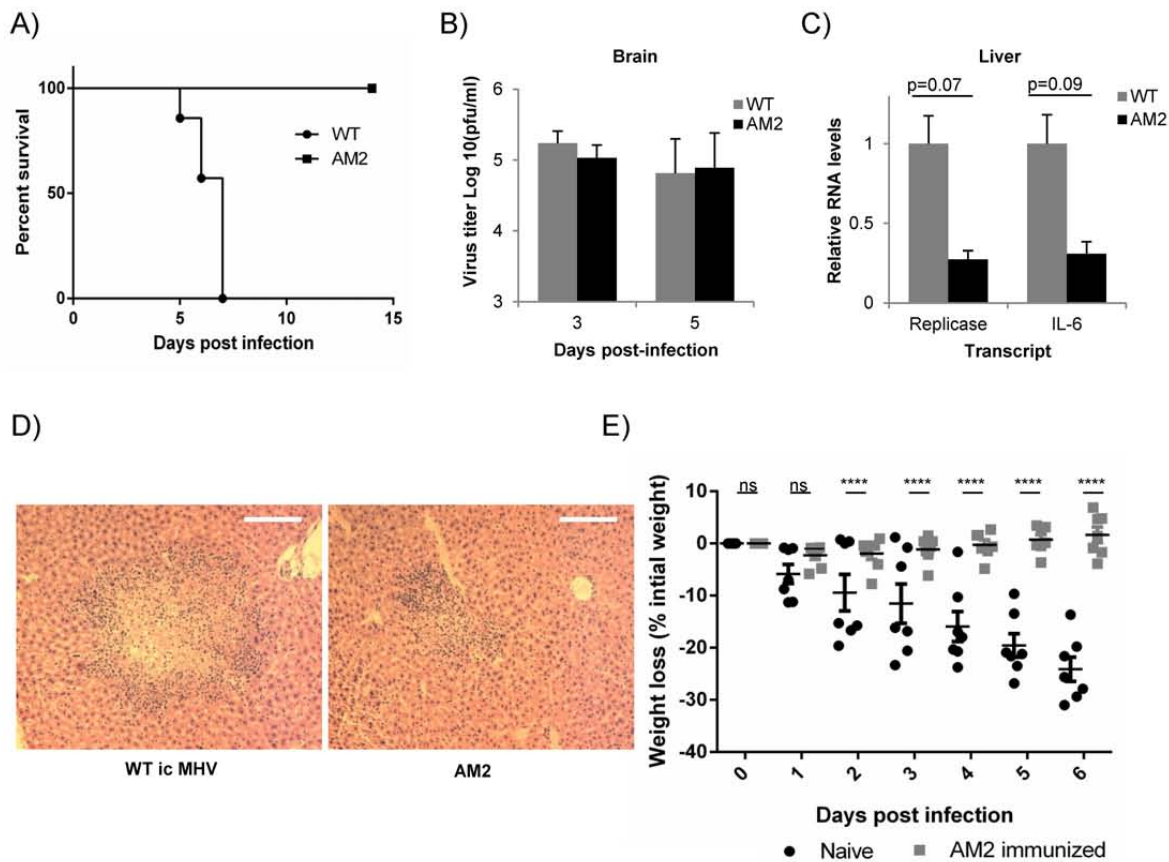 A)
100
50
0
Percent survival
WT
AM2
0 5 10 15
Days post infection
B)
Brain
6
5
4
3
Virus titer Log 10(pfu/ml)
WT
AM2
3 5
Days post-infection
C)
Liver
p=0.07 p=0.09
WT
AM2
1
0.5
0
Relative RNA levels
Replicase IL-6
Transcript
D)
WT ic MHV AM2
E)
ns ns **** **** **** **** ****
10
0
-10
-20
-30
-40
Weight loss (% intial weight)
0 1 2 3 4 5 6
Days post infection
Naive AM2 immunized